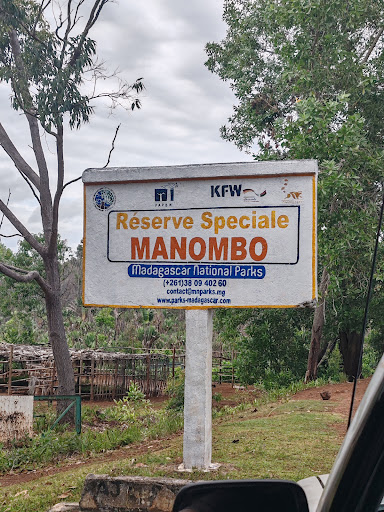 FAPBM
KFW
Réserve Speciale
MANOMBO
Madagascar National Parks
(+261)38 09 402 60
contact@mnparks.mg
www.parks-madagascar.com